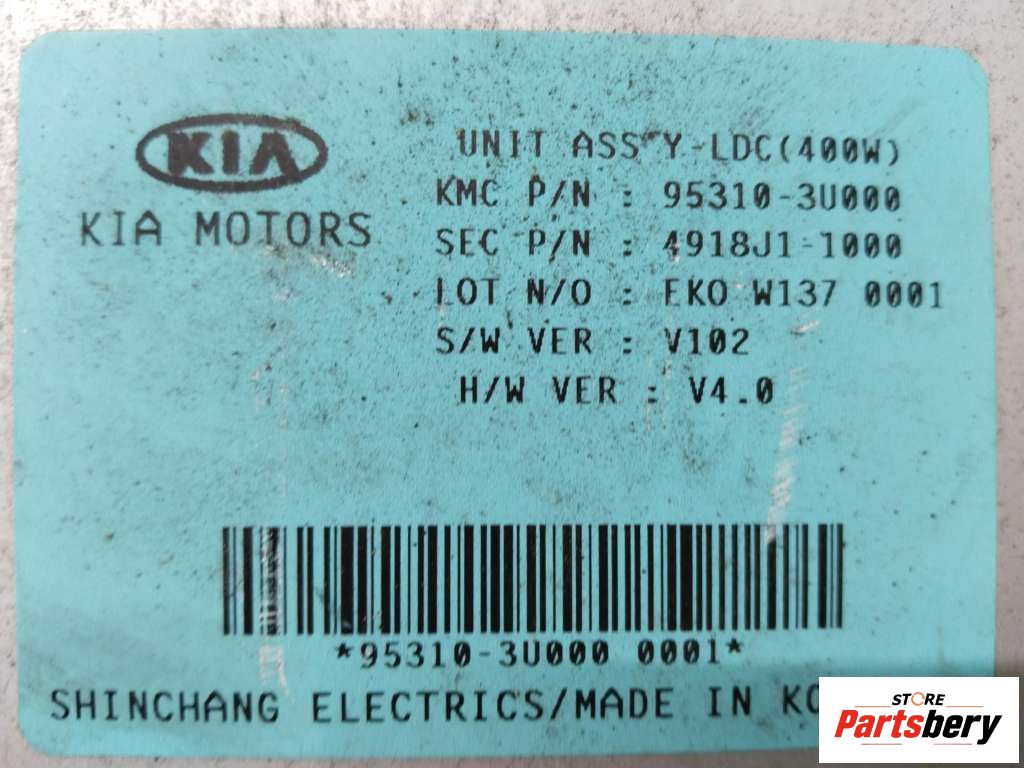 KIA
KIA MOTORS
UNIT ASS'Y-LDC(400W)
KMC P/N : 95310-3U000
SEC P/N : 4918J1-1000
LOT N/O : EKO W137 0001
S/W VER : V102
H/W VER : V4.0
*95310-3U000 0001*
SHINCHANG ELECTRICS/MADE IN
STORE
Partsbery